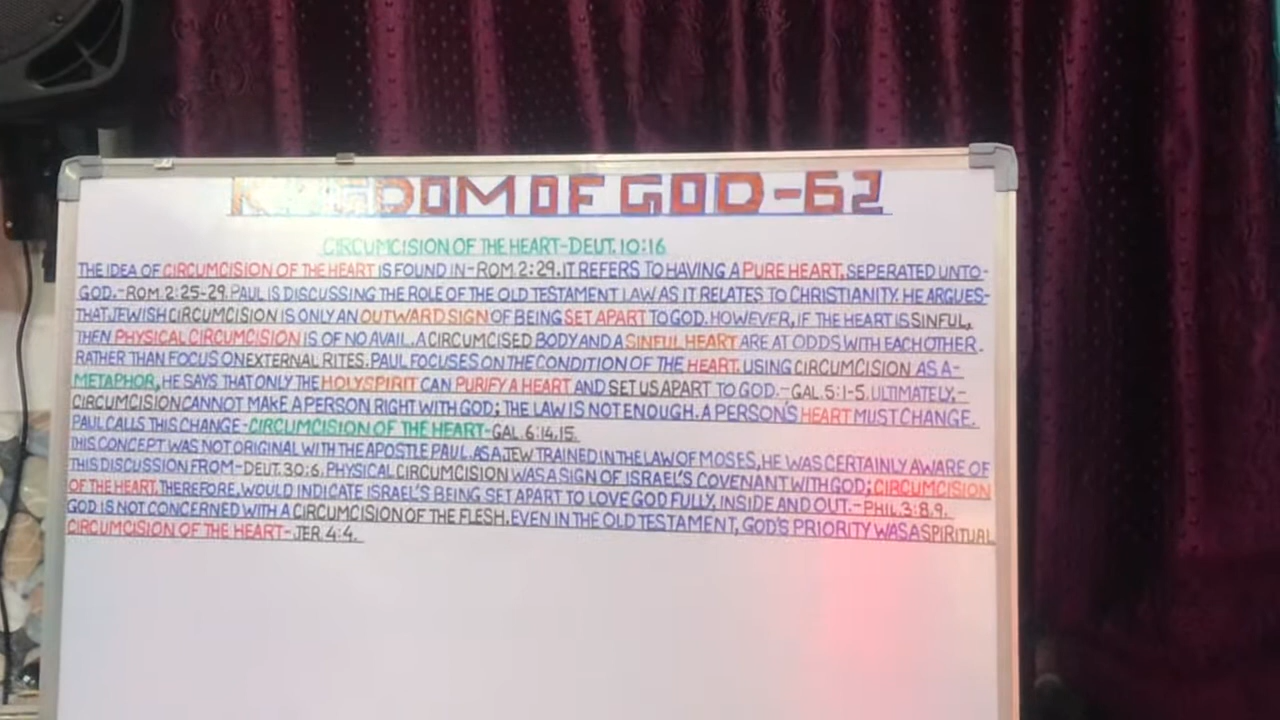 KINGDOM OF GOD-62
CIRCUMCISION OF THE HEART-DEUT.10:16
THE IDEA OF CIRCUMCISION OF THE HEART IS FOUND IN-ROM.2:29. IT REFERS TO HAVING A PURE HEART, SEPERATED UNTO-
GOD.-ROM.2:25-29. PAUL IS DISCUSSING THE ROLE OF THE OLD TESTAMENT LAW AS IT RELATES TO CHRISTIANITY. HE ARGUES-
THAT JEWISH CIRCUMCISION IS ONLY AN OUTWARD SIGN OF BEING SET APART TO GOD. HOWEVER, IF THE HEART IS SINFUL,
THEN PHYSICAL CIRCUMCISION IS OF NO AVAIL. A CIRCUMCISED BODY AND A SINFUL HEART ARE AT ODDS WITH EACH OTHER.
RATHER THAN FOCUS ON EXTERNAL RITES. PAUL FOCUSES ON THE CONDITION OF THE HEART. USING CIRCUMCISION AS A-
METAPHOR, HE SAYS THAT ONLY THE HOLY SPIRIT CAN PURIFY A HEART AND SET US APART TO GOD.-GAL.5:1-5. ULTIMATELY,-
CIRCUMCISION CANNOT MAKE A PERSON RIGHT WITH GOD; THE LAW IS NOT ENOUGH. A PERSON'S HEART MUST CHANGE.
PAUL CALLS THIS CHANGE-CIRCUMCISION OF THE HEART-GAL.6:14,15.
THIS CONCEPT WAS NOT ORIGINAL WITH THE APOSTLE PAUL. AS A JEW TRAINED IN THE LAW OF MOSES, HE WAS CERTAINLY AWARE OF
THIS DISCUSSION FROM-DEUT.30:6. PHYSICAL CIRCUMCISION WAS A SIGN OF ISRAEL'S COVENANT WITH GOD; CIRCUMCISION
OF THE HEART, THEREFORE, WOULD INDICATE ISRAEL'S BEING SET APART TO LOVE GOD FULLY, INSIDE AND OUT.-PHIL.3:8,9.
GOD IS NOT CONCERNED WITH A CIRCUMCISION OF THE FLESH. EVEN IN THE OLD TESTAMENT, GOD'S PRIORITY WAS A SPIRITUAL
CIRCUMCISION OF THE HEART-JER.4:4.